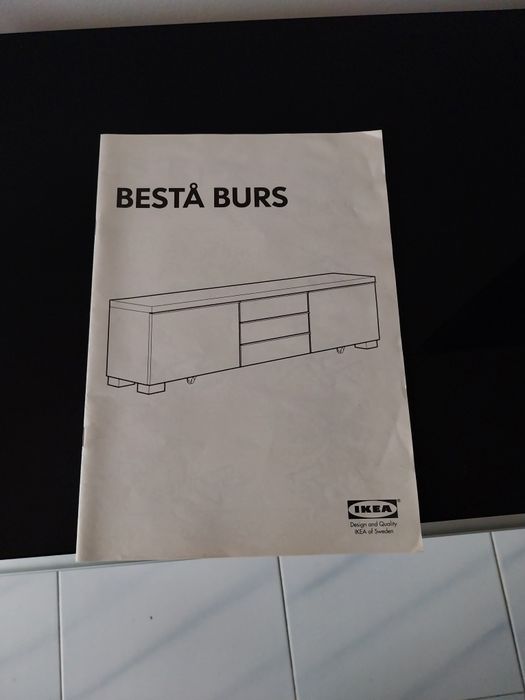 BESTÅ BURS
IKEA®
Design and Quality
IKEA of Sweden